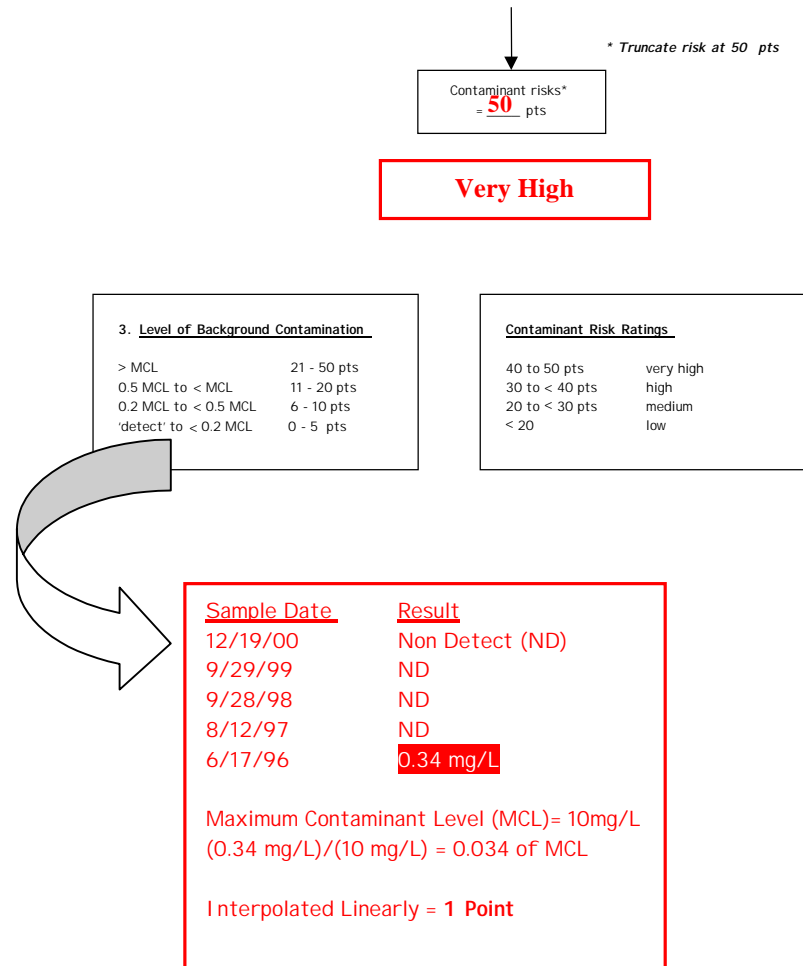 * Truncate risk at 50 pts
Contaminant risks*
= 50 pts
Very High
3. Level of Background Contamination
> MCL 21 - 50 pts
0.5 MCL to < MCL 11 - 20 pts
0.2 MCL to < 0.5 MCL 6 - 10 pts
'detect' to < 0.2 MCL 0 - 5 pts
Contaminant Risk Ratings
40 to 50 pts very high
30 to < 40 pts high
20 to < 30 pts medium
< 20 low
Sample Date Result
12/19/00 Non Detect (ND)
9/29/99 ND
9/28/98 ND
8/12/97 ND
6/17/96 0.34 mg/L
Maximum Contaminant Level (MCL)= 10mg/L
(0.34 mg/L)/(10 mg/L) = 0.034 of MCL
Interpolated Linearly = 1 Point